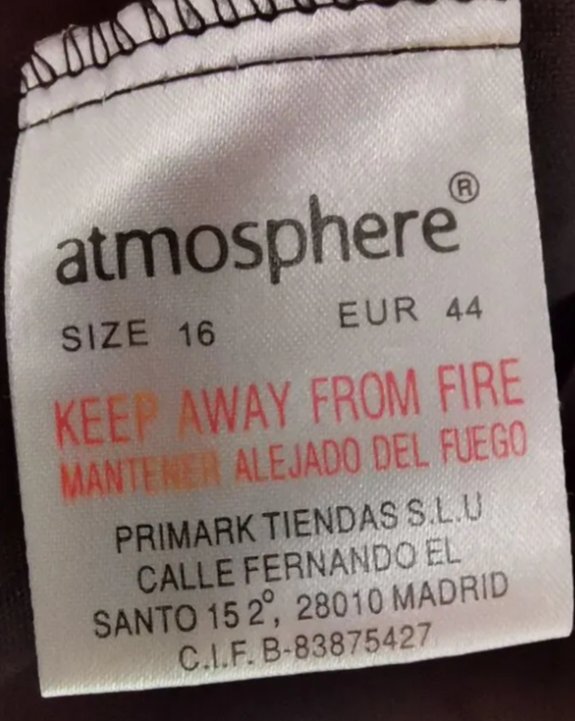 atmosphere®
SIZE 16 EUR 44
KEEP AWAY FROM FIRE
MANTENER ALEJADO DEL FUEGO
PRIMARK TIENDAS S.L.U
CALLE FERNANDO EL
SANTO 15 2º, 28010 MADRID
C.I.F. B-83875427